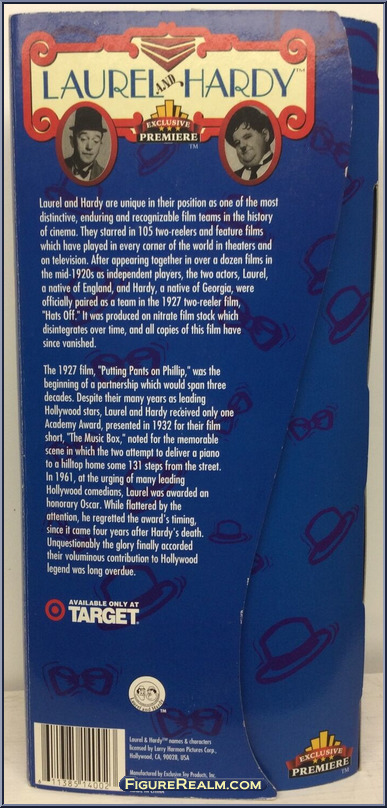 LAUREL AND HARDY™
EXCLUSIVE
PREMIERE
™
Laurel and Hardy are unique in their position as one of the most
distinctive, enduring and recognizable film teams in the history
of cinema. They starred in 105 two-reelers and feature films
which have played in every corner of the world in theaters and
on television. After appearing together in over a dozen films in
the mid-1920s as independent players, the two actors, Laurel,
a native of England, and Hardy, a native of Georgia, were
officially paired as a team in the 1927 two-reeler film,
"Hats Off." It was produced on nitrate film stock which
disintegrates over time, and all copies of this film have
since vanished.
The 1927 film, "Putting Pants on Phillip," was the
beginning of a partnership which would span three
decades. Despite their many years as leading
Hollywood stars, Laurel and Hardy received only one
Academy Award, presented in 1932 for their film
short, "The Music Box," noted for the memorable
scene in which the two attempt to deliver a piano
to a hilltop home some 131 steps from the street.
In 1961, at the urging of many leading
Hollywood comedians, Laurel was awarded an
honorary Oscar. While flattered by the
attention, he regretted the award's timing,
since it came four years after Hardy's death.
Unquestionably the glory finally accorded
their voluminous contribution to Hollywood
legend was long overdue.
AVAILABLE ONLY AT
TARGET
™
Laurel & Hardy™ names & characters
licensed by Larry Harmon Pictures Corp.,
Hollywood, CA, 90028, USA
Manufactured by Exclusive Toy Products, Inc.
11385 14002
FigureRealm.com
EXCLUSIVE
PREMIERE
™